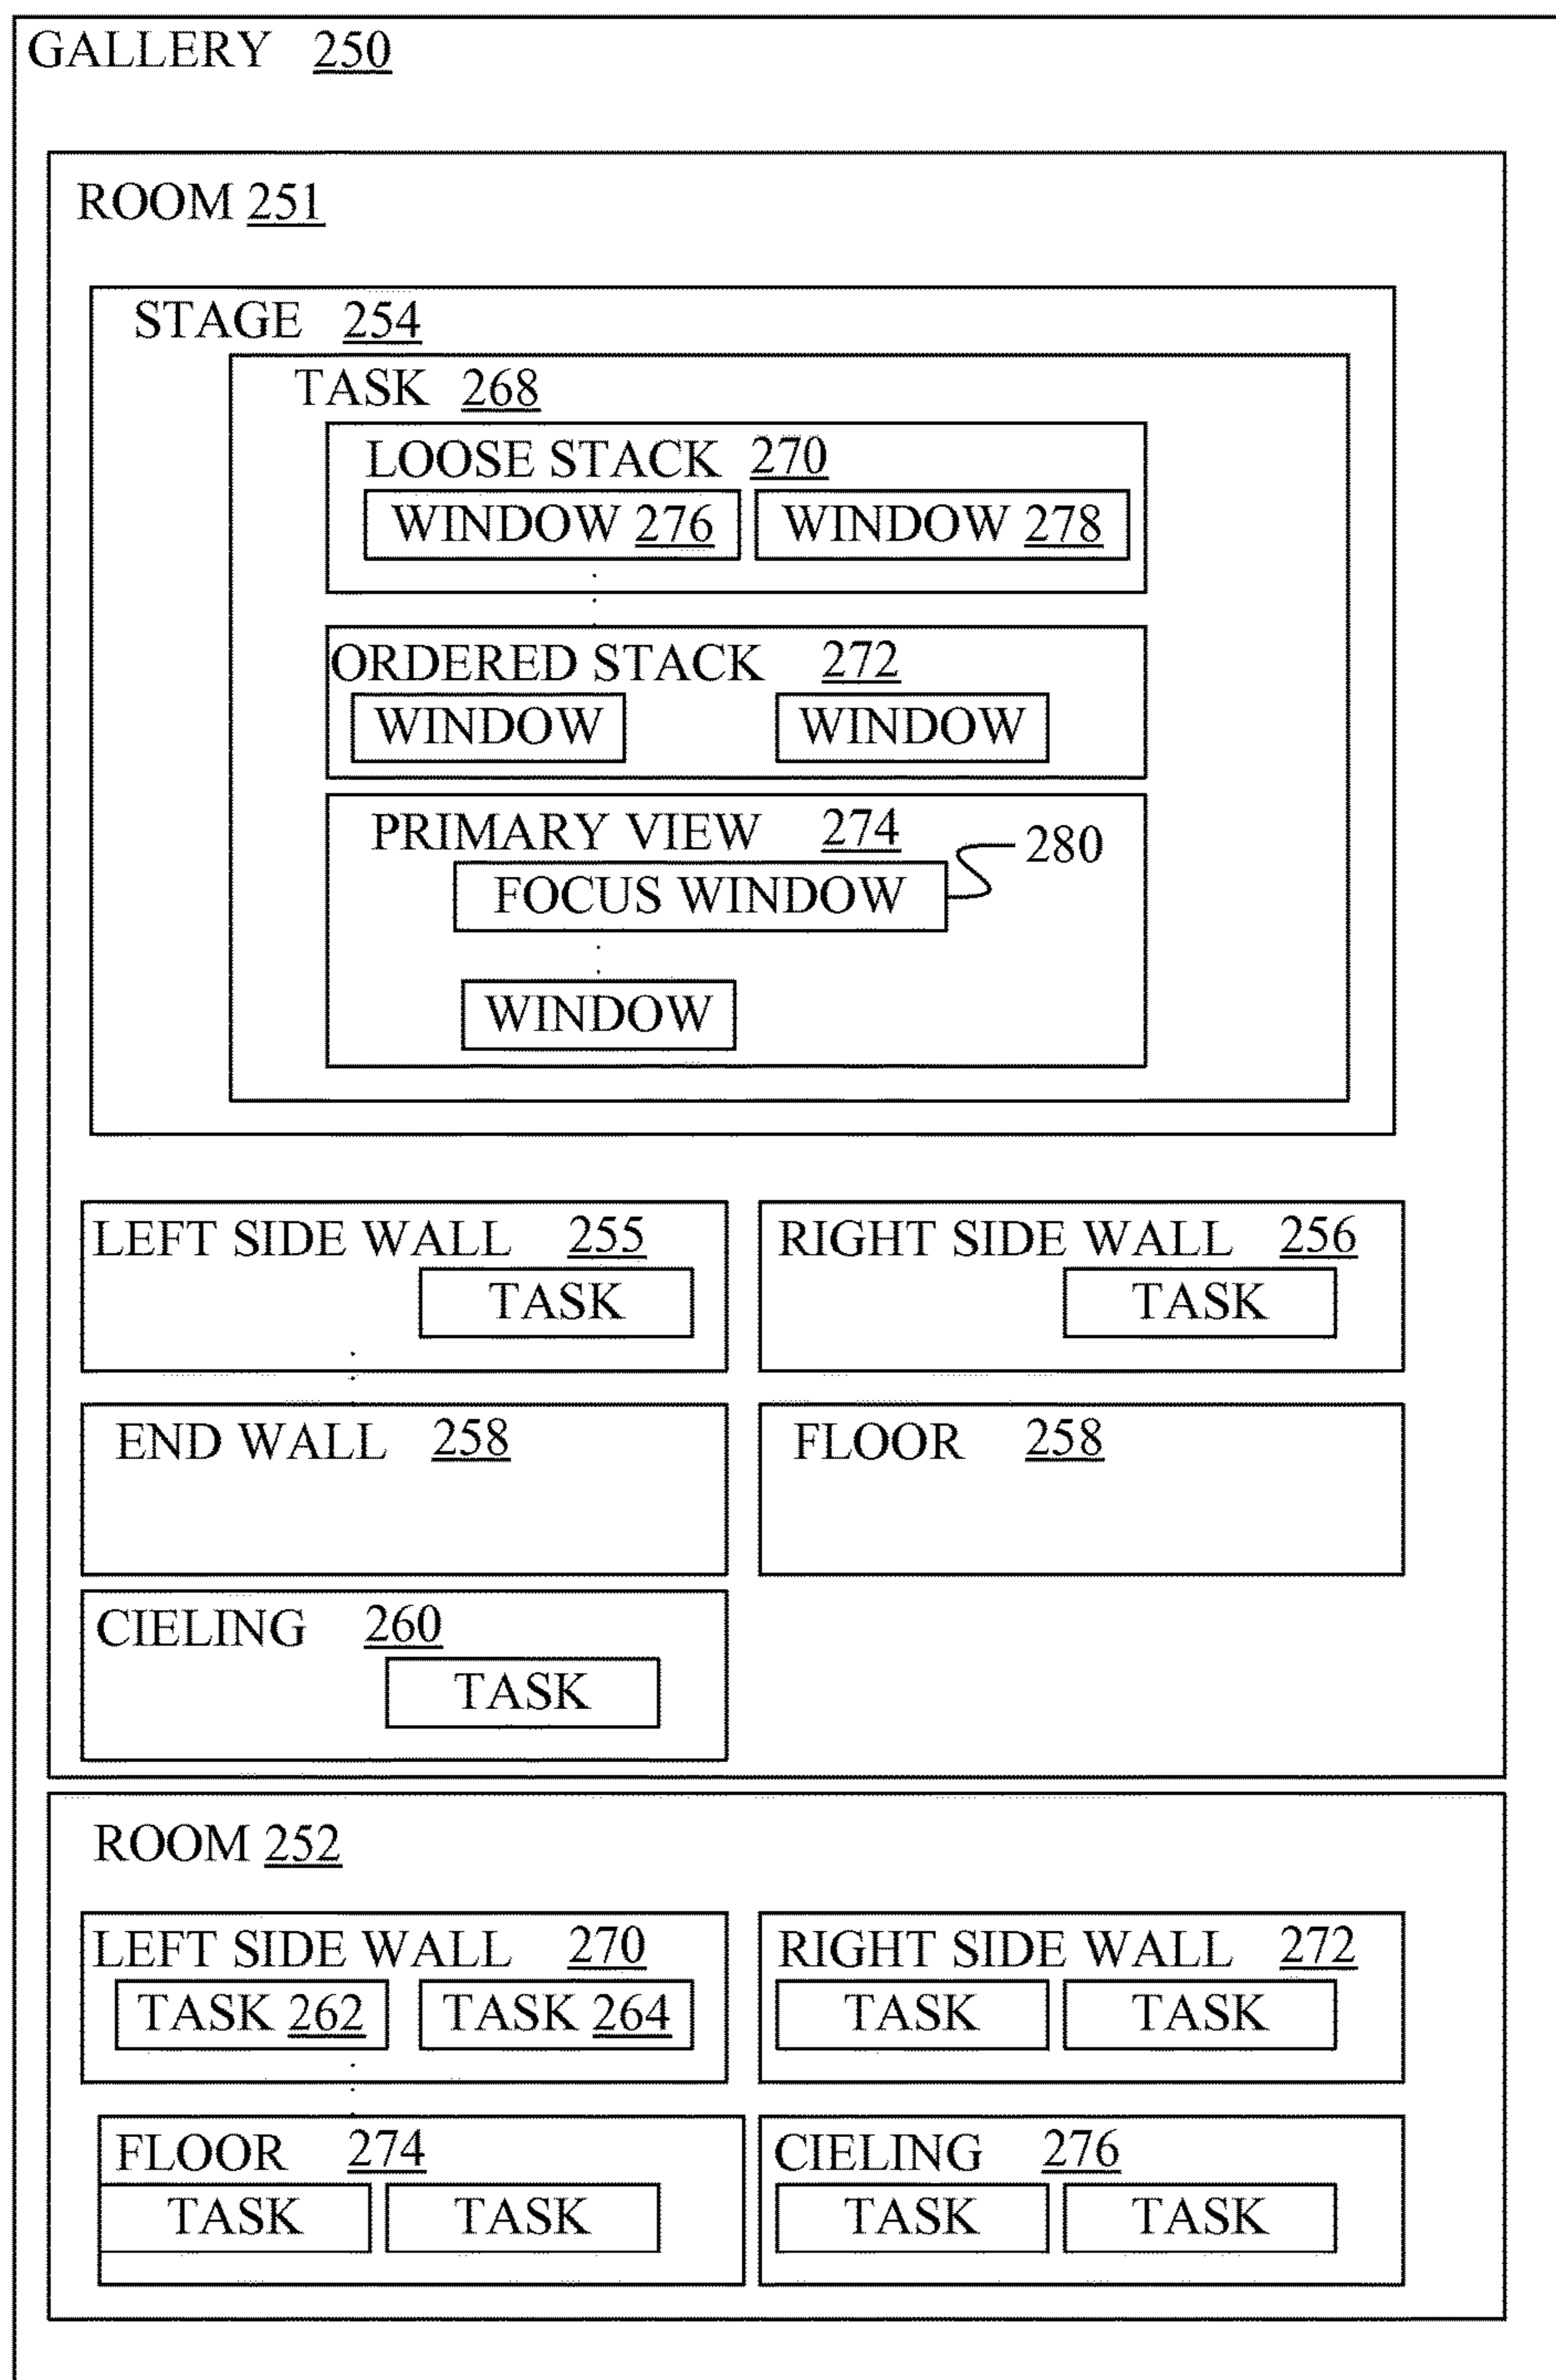 GALLERY 250
ROOM 251
STAGE 254
TASK 268
LOOSE STACK 270
WINDOW 276 WINDOW 278
ORDERED STACK 272
WINDOW WINDOW
PRIMARY VIEW 274
280
FOCUS WINDOW
WINDOW
LEFT SIDE WALL 255
TASK
RIGHT SIDE WALL 256
TASK
END WALL 258
FLOOR 258
CIELING 260
TASK
ROOM 252
LEFT SIDE WALL 270
TASK 262 TASK 264
RIGHT SIDE WALL 272
TASK TASK
FLOOR 274
TASK TASK
CIELING 276
TASK TASK